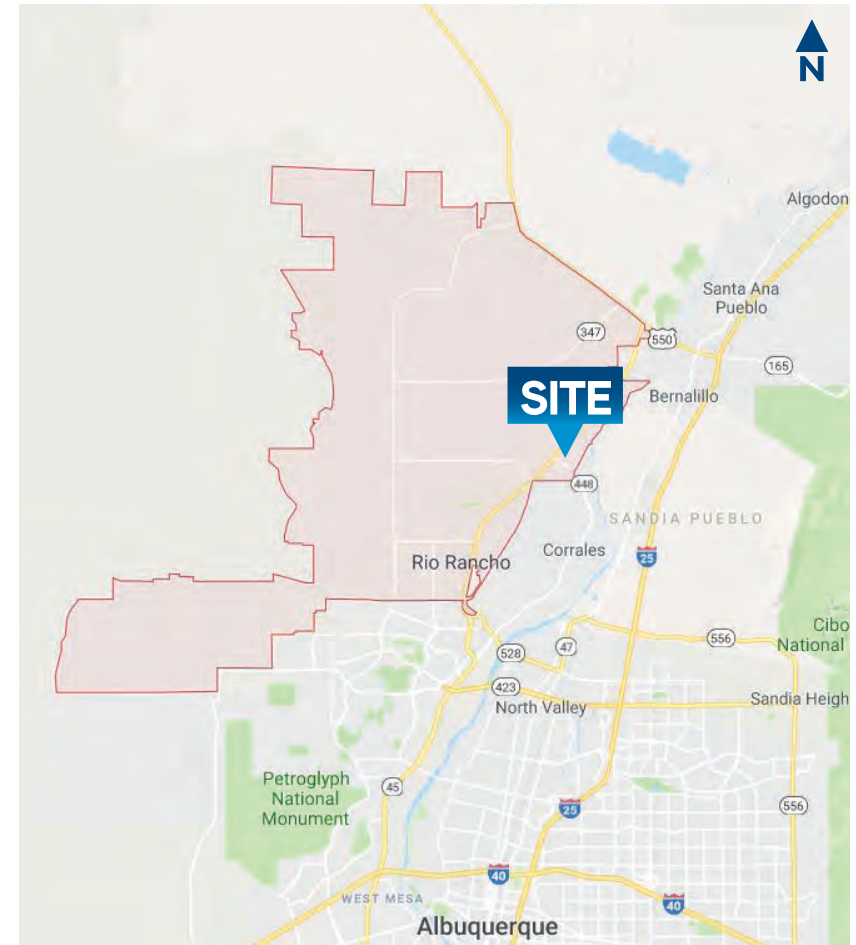 N
Algodon
Santa Ana
Pueblo
347
550
165
SITE
Bernalillo
448
SANDIA PUEBLO
Corrales
25
Rio Rancho
Cibo
National
556
47
528
423
Sandia Heigh
North Valley
Petroglyph
National
Monument
45
556
25
40
WEST MESA
40
Albuquerque